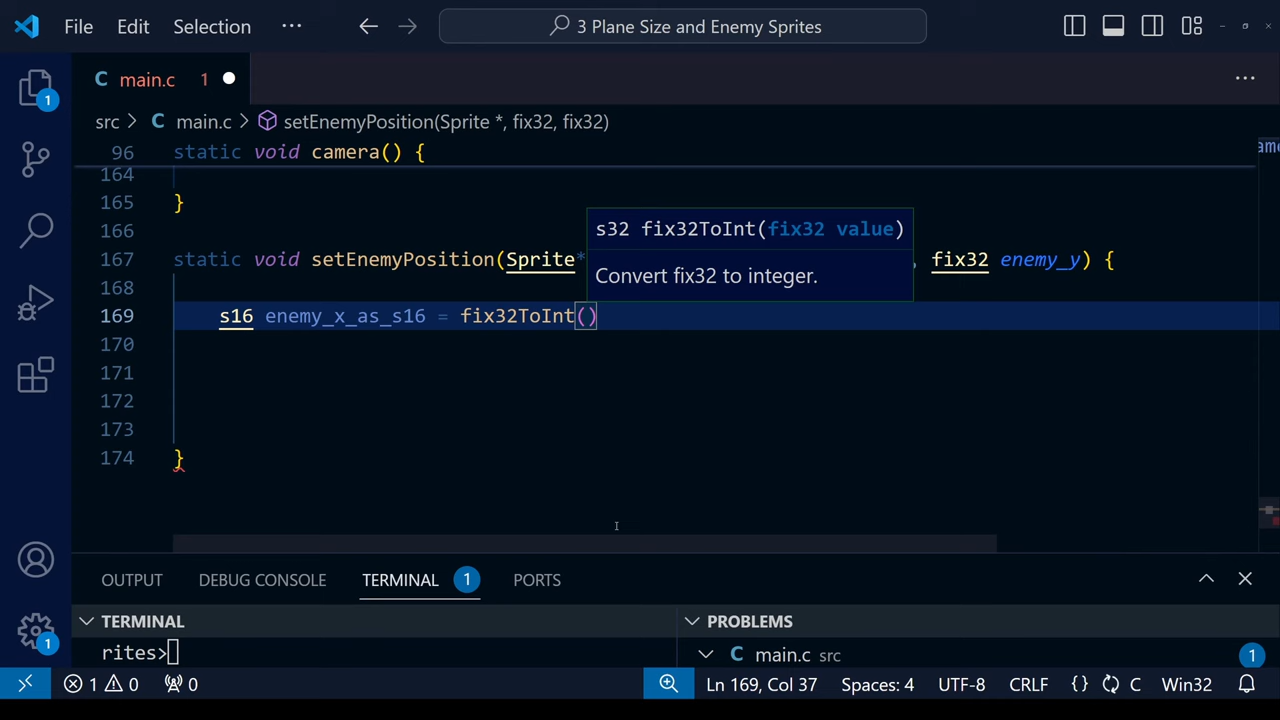 File Edit Selection ··· 3 Plane Size and Enemy Sprites
main.c 1
src > C main.c > setEnemyPosition(Sprite *, fix32, fix32)
96 static void camera() {
164
165 }
166
s32 fix32ToInt(fix32 value)
167 static void setEnemyPosition(Sprite* , fix32 enemy_y) {
168
Convert fix32 to integer.
169 s16 enemy_x_as_s16 = fix32ToInt()
170
171
172
173
174 }
OUTPUT DEBUG CONSOLE TERMINAL 1 PORTS
TERMINAL PROBLEMS
rites> C main.c src 1
1 0 0 Ln 169, Col 37 Spaces: 4 UTF-8 CRLF {} C Win32